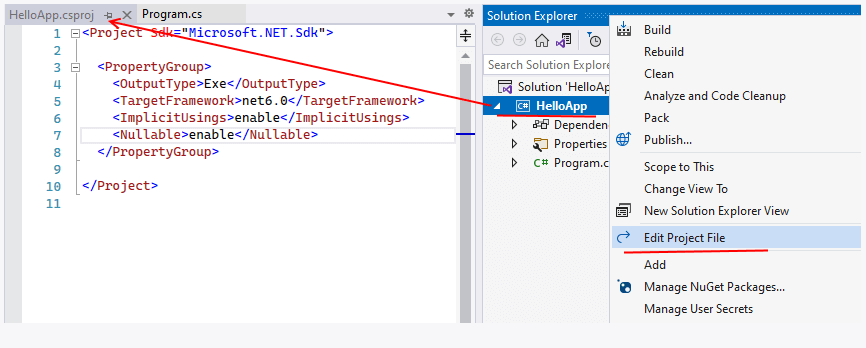 HelloApp.csproj
Program.cs
1 <Project Sdk="Microsoft.NET.Sdk">
2
3 <PropertyGroup>
4 <OutputType>Exe</OutputType>
5 <TargetFramework>net6.0</TargetFramework>
6 <ImplicitUsings>enable</ImplicitUsings>
7 <Nullable>enable</Nullable>
8 </PropertyGroup>
9
10 </Project>
11
Solution Explorer
Search Solution Explo
Solution 'HelloAp
C# HelloApp
Dependen
Properties
C# Program.c
Build
Rebuild
Clean
Analyze and Code Cleanup
Pack
Publish...
Scope to This
Change View To
New Solution Explorer View
Edit Project File
Add
Manage NuGet Packages...
Manage User Secrets